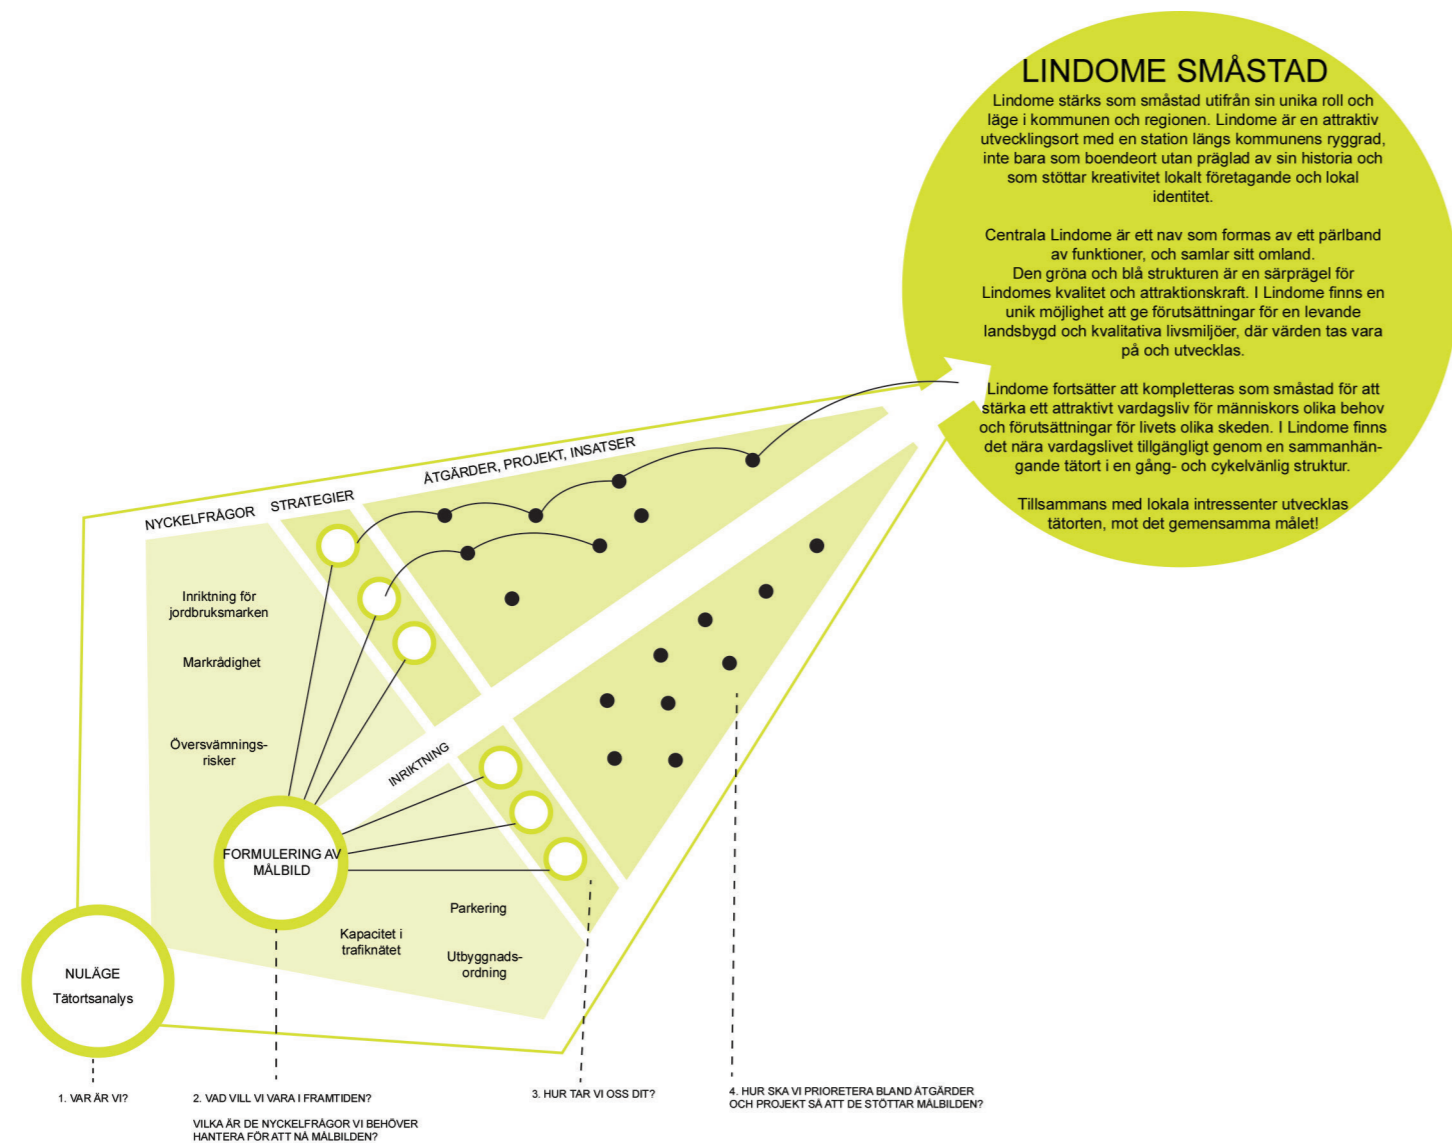 LINDOME SMÅSTAD
Lindome stärks som småstad utifrån sin unika roll och
läge i kommunen och regionen. Lindome är en attraktiv
utvecklingsort med en station längs kommunens ryggrad,
inte bara som boendeort utan präglad av sin historia och
som stöttar kreativitet lokalt företagande och lokal
identitet.
Centrala Lindome är ett nav som formas av ett pärlband
av funktioner, och samlar sitt omland.
Den gröna och blå strukturen är en särprägel för
Lindomes kvalitet och attraktionskraft. I Lindome finns en
unik möjlighet att ge förutsättningar för en levande
landsbygd och kvalitativa livsmiljöer, där värden tas vara
på och utvecklas.
Lindome fortsätter att kompletteras som småstad för att
stärka ett attraktivt vardagsliv för människors olika behov
och förutsättningar för livets olika skeden. I Lindome finns
det nära vardagslivet tillgängligt genom en sammanhän-
gande tätort i en gång- och cykelvänlig struktur.
Tillsammans med lokala intressenter utvecklas
tätorten, mot det gemensamma målet!
NYCKELFRÅGOR
STRATEGIER
ÅTGÄRDER, PROJEKT, INSATSER
Inriktning för
jordbruksmarken
Markrådighet
Översvämnings-
risker
INRIKTNING
FORMULERING AV
MÅLBILD
Parkering
Kapacitet i
trafiknätet
Utbyggnads-
ordning
NULÄGE
Tätortsanalys
1. VAR ÄR VI?
2. VAD VILL VI VARA I FRAMTIDEN?
VILKA ÄR DE NYCKELFRÅGOR VI BEHÖVER
HANTERA FÖR ATT NÅ MÅLBILDEN?
3. HUR TAR VI OSS DIT?
4. HUR SKA VI PRIORETERA BLAND ÅTGÄRDER
OCH PROJEKT SÅ ATT DE STÖTTAR MÅLBILDEN?